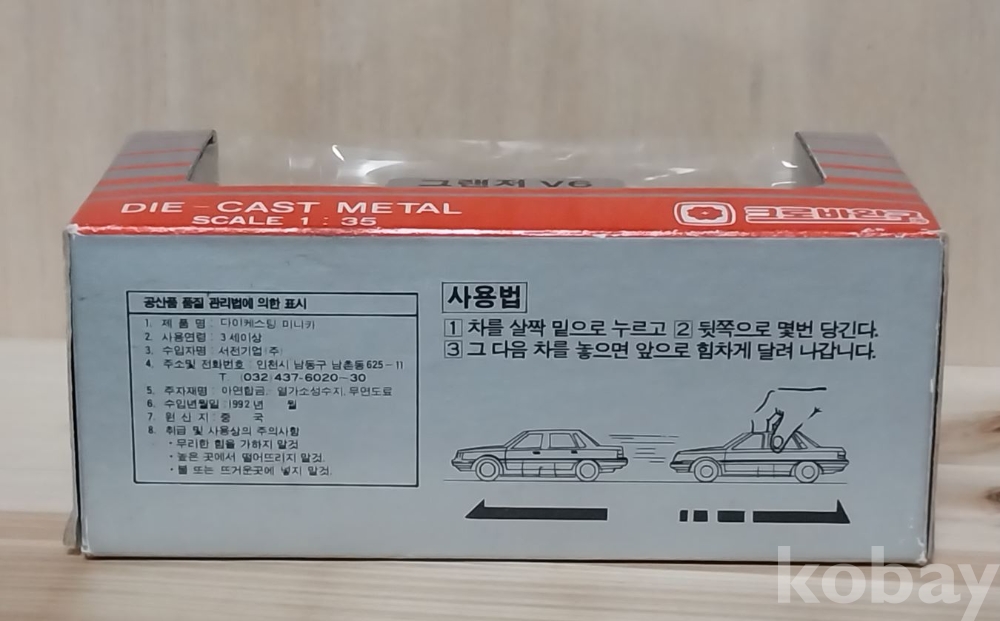 그랜저 V6
DIE-CAST METAL
SCALE 1 : 35
크로바완구
공산품 품질 관리법에 의한 표시
1. 제 품 명 : 다이케스팅 미니카
2. 사용연령 : 3세이상
3. 수입자명 : 서전기업(주)
4. 주소및 전화번호 : 인천시 남동구 남촌동 625-11
T. (032) 437-6020~30
5. 주자재명 : 아연합금, 열가소성수지, 무연도료
6. 수입년월일 : 1992년 월
7. 원 산 지 : 중 국
8. 취급 및 사용상의 주의사항
· 무리한 힘을 가하지 말것
· 높은 곳에서 떨어뜨리지 말것.
· 불 또는 뜨거운곳에 넣지 말것.
사용법
1 차를 살짝 밑으로 누르고 2 뒷쪽으로 몇번 당긴다.
3 그 다음 차를 놓으면 앞으로 힘차게 달려 나갑니다.
kobay